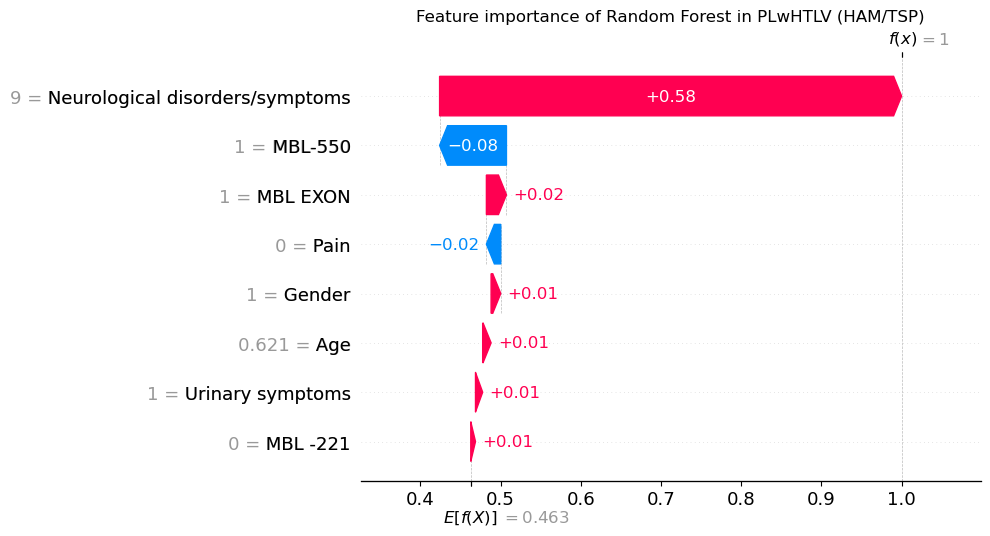 Feature importance of Random Forest in PLwHTLV (HAM/TSP)
f(x) = 1
9 = Neurological disorders/symptoms +0.58
1 = MBL-550 −0.08
1 = MBL EXON +0.02
0 = Pain −0.02
1 = Gender +0.01
0.621 = Age +0.01
1 = Urinary symptoms +0.01
0 = MBL -221 +0.01
0.4 0.5 0.6 0.7 0.8 0.9 1.0
E[f(X)] = 0.463